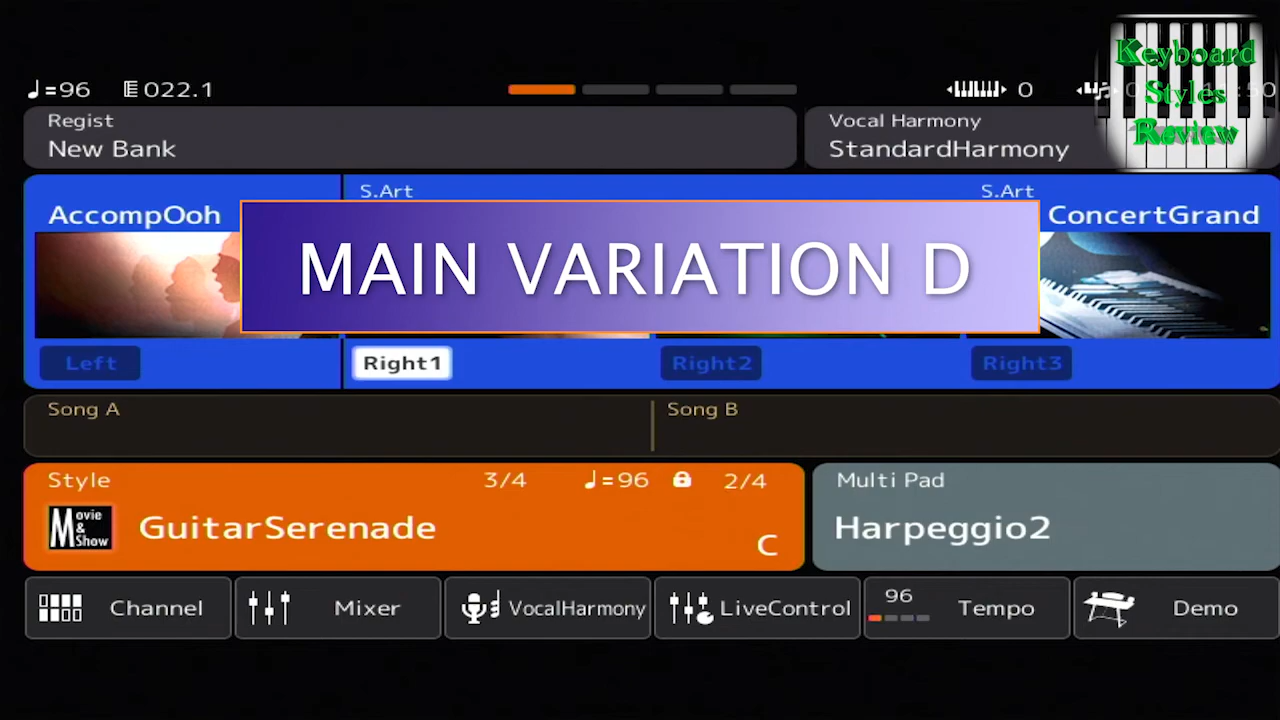 ♩=96 022.1
0
Keyboard
Styles
Review
Regist
New Bank
Vocal Harmony
StandardHarmony
S.Art
S.Art
AccompOoh
ConcertGrand
MAIN VARIATION D
Left
Right1
Right2
Right3
Song A
Song B
Style 3/4 ♩=96 2/4
Movie
&
Show
GuitarSerenade
C
Multi Pad
Harpeggio2
Channel
Mixer
VocalHarmony
LiveControl
96 Tempo
Demo